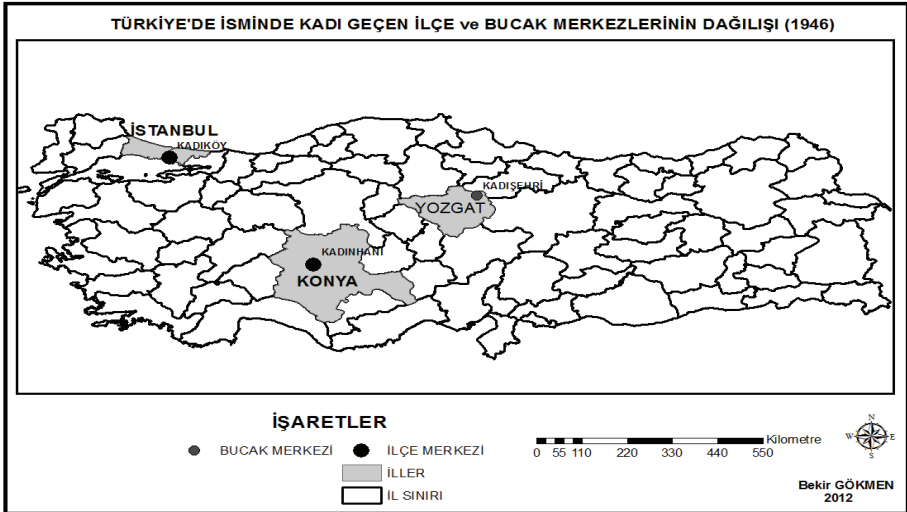 TÜRKİYE'DE İSMİNDE KADI GEÇEN İLÇE ve BUCAK MERKEZLERİNİN DAĞILIŞI (1946)
İSTANBUL
KADIKÖY
KADIŞEHRİ
YOZGAT
KADINHANI
KONYA
İŞARETLER
BUCAK MERKEZİ İLÇE MERKEZİ
İLLER
İL SINIRI
Kilometre
0 55 110 220 330 440 550
N
W E
S
Bekir GÖKMEN
2012